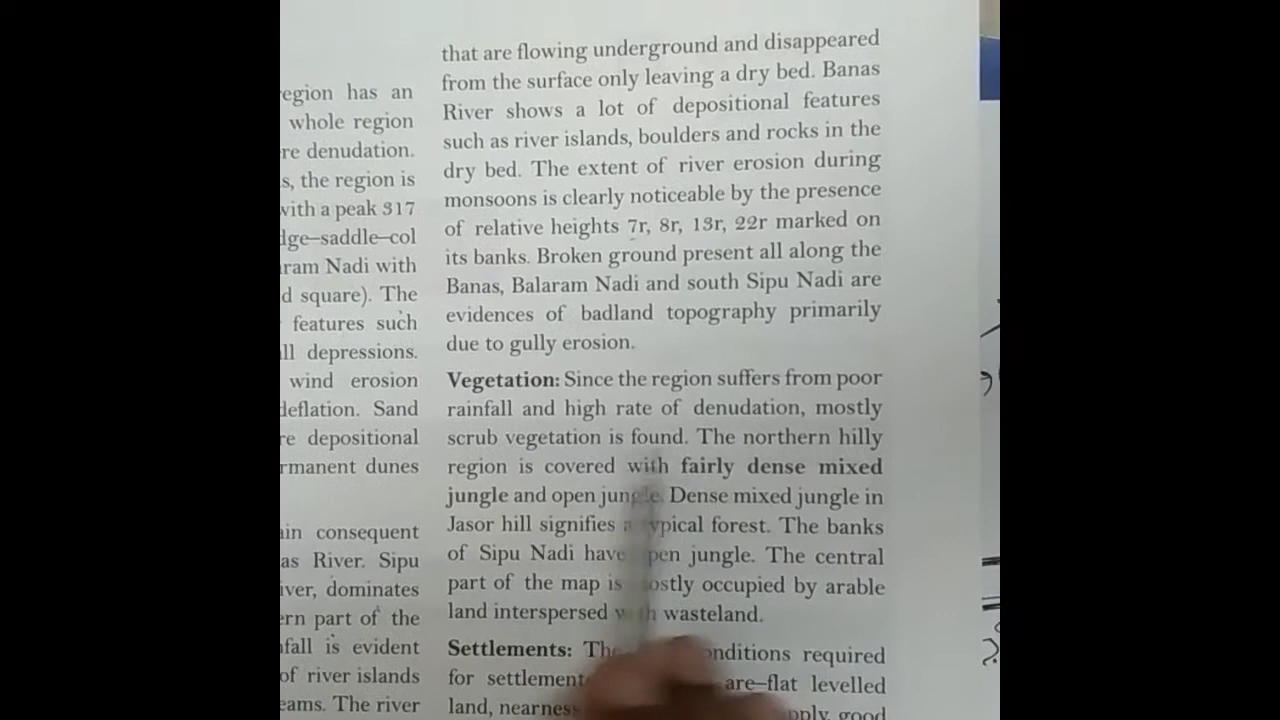 region has an
whole region
re denudation.
s, the region is
with a peak 317
dge–saddle–col
ram Nadi with
d square). The
features such
ll depressions.
wind erosion
deflation. Sand
re depositional
rmanent dunes
ain consequent
as River. Sipu
iver, dominates
ern part of the
nfall is evident
of river islands
eams. The river
that are flowing underground and disappeared
from the surface only leaving a dry bed. Banas
River shows a lot of depositional features
such as river islands, boulders and rocks in the
dry bed. The extent of river erosion during
monsoons is clearly noticeable by the presence
of relative heights 7r, 8r, 13r, 22r marked on
its banks. Broken ground present all along the
Banas, Balaram Nadi and south Sipu Nadi are
evidences of badland topography primarily
due to gully erosion.
Vegetation: Since the region suffers from poor
rainfall and high rate of denudation, mostly
scrub vegetation is found. The northern hilly
region is covered with fairly dense mixed
jungle and open jungle. Dense mixed jungle in
Jasor hill signifies a typical forest. The banks
of Sipu Nadi have open jungle. The central
part of the map is mostly occupied by arable
land interspersed with wasteland.
Settlements: The conditions required
for settlement are–flat levelled
land, nearness good